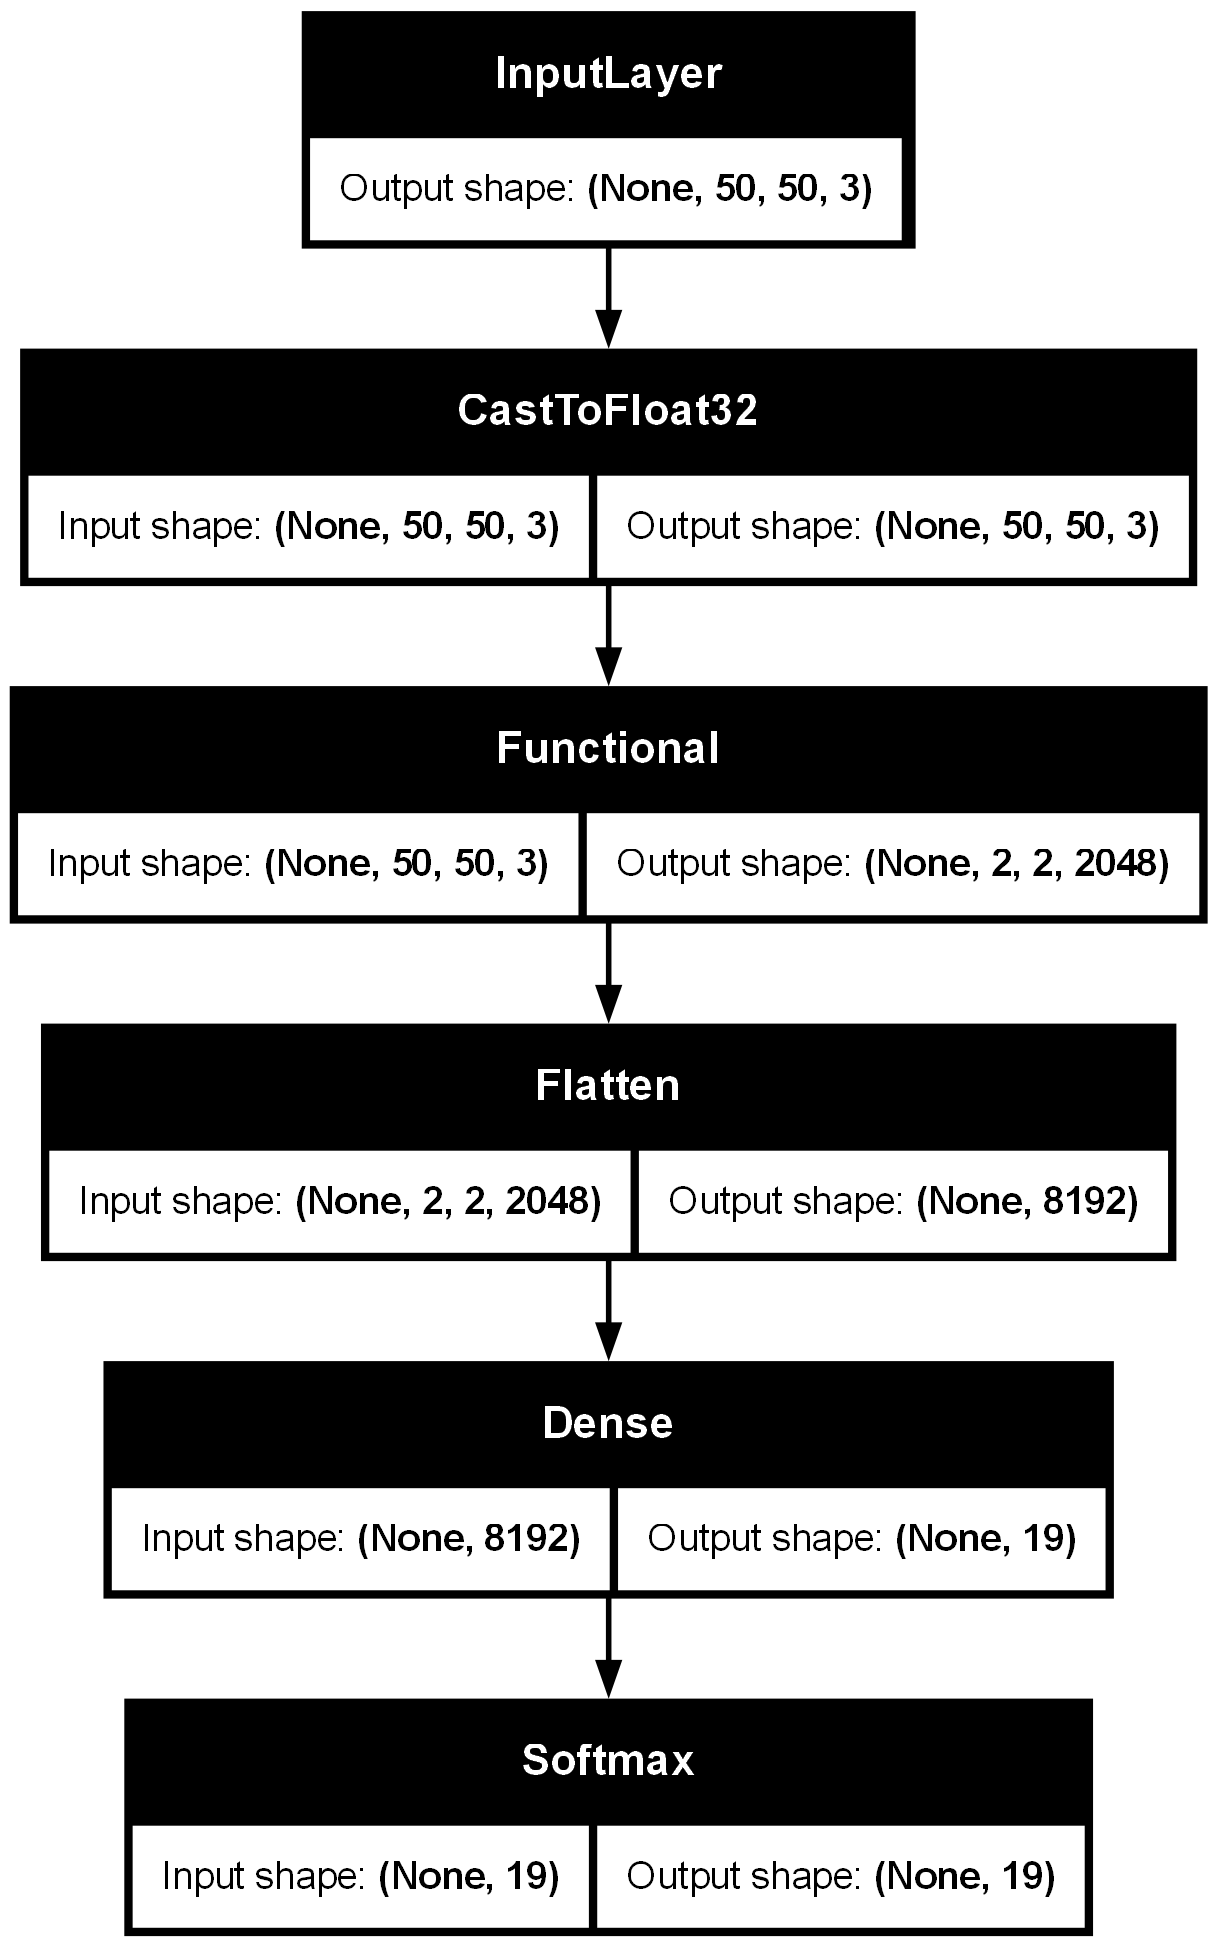 InputLayer
Output shape: (None, 50, 50, 3)
CastToFloat32
Input shape: (None, 50, 50, 3) Output shape: (None, 50, 50, 3)
Functional
Input shape: (None, 50, 50, 3) Output shape: (None, 2, 2, 2048)
Flatten
Input shape: (None, 2, 2, 2048) Output shape: (None, 8192)
Dense
Input shape: (None, 8192) Output shape: (None, 19)
Softmax
Input shape: (None, 19) Output shape: (None, 19)